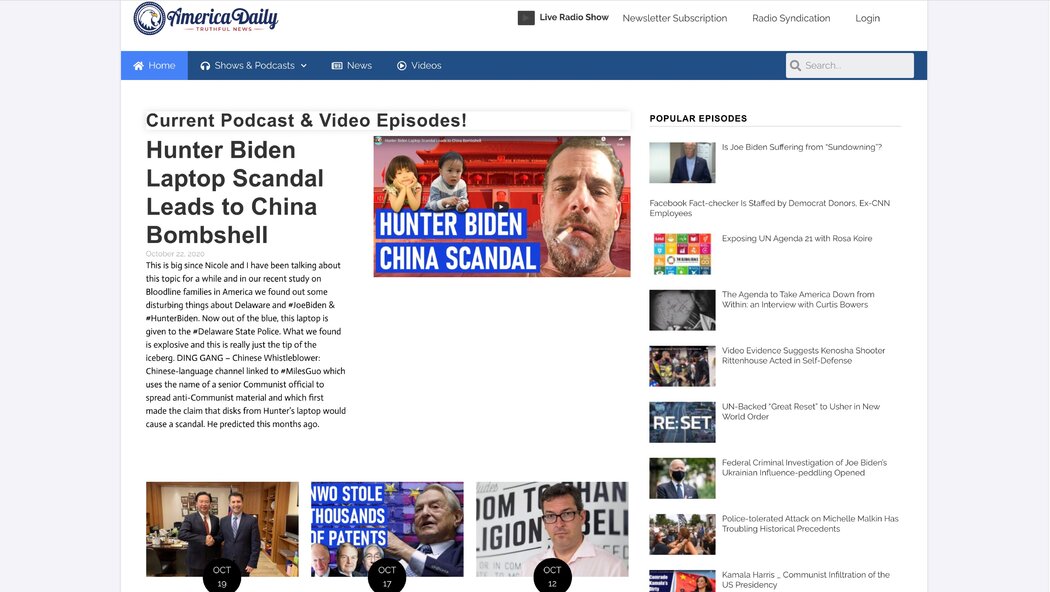 AmericaDaily
TRUTHFUL NEWS
Live Radio Show
Newsletter Subscription
Radio Syndication
Login
Home
Shows & Podcasts
News
Videos
Search...
Current Podcast & Video Episodes!
Hunter Biden
Laptop Scandal
Leads to China
Bombshell
October 22, 2020
This is big since Nicole and I have been talking about
this topic for a while and in our recent study on
Bloodline families in America we found out some
disturbing things about Delaware and #JoeBiden &
#HunterBiden. Now out of the blue, this laptop is
given to the #Delaware State Police. What we found
is explosive and this is really just the tip of the
iceberg. DING GANG – Chinese Whistleblower:
Chinese-language channel linked to #MilesGuo which
uses the name of a senior Communist official to
spread anti-Communist material and which first
made the claim that disks from Hunter's laptop would
cause a scandal. He predicted this months ago.
Hunter Biden Laptop Scandal Leads to China Bombshell
HUNTER BIDEN
CHINA SCANDAL
OCT
19
NWO STOLE
THOUSANDS
OF PATENTS
OCT
17
DOM TO CHAN
LIGION BEL
OCT
12
POPULAR EPISODES
Is Joe Biden Suffering from "Sundowning"?
Facebook Fact-checker Is Staffed by Democrat Donors, Ex-CNN
Employees
Exposing UN Agenda 21 with Rosa Koire
The Agenda to Take America Down from
Within: an Interview with Curtis Bowers
Video Evidence Suggests Kenosha Shooter
Rittenhouse Acted in Self-Defense
RE:SET
UN-Backed "Great Reset" to Usher in New
World Order
Federal Criminal Investigation of Joe Biden's
Ukrainian Influence-peddling Opened
Police-tolerated Attack on Michelle Malkin Has
Troubling Historical Precedents
Kamala Harris _ Communist Infiltration of the
US Presidency